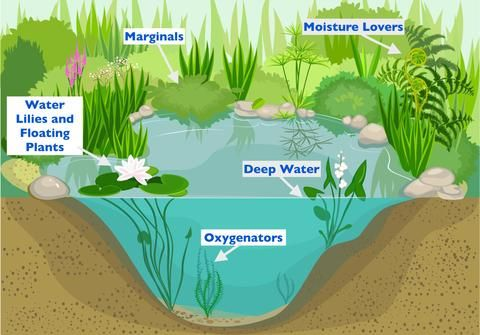 Moisture Lovers
Marginals
Water
Lilies and
Floating
Plants
Deep Water
Oxygenators